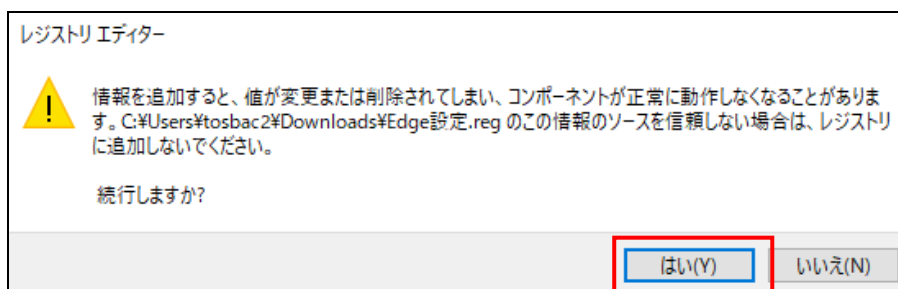 レジストリ エディター
情報を追加すると、値が変更または削除されてしまい、コンポーネントが正常に動作しなくなることがありま
す。C:¥Users¥tosbac2¥Downloads¥Edge設定.reg のこの情報のソースを信頼しない場合は、レジストリ
に追加しないでください。
続行しますか?
はい(Y) いいえ(N)